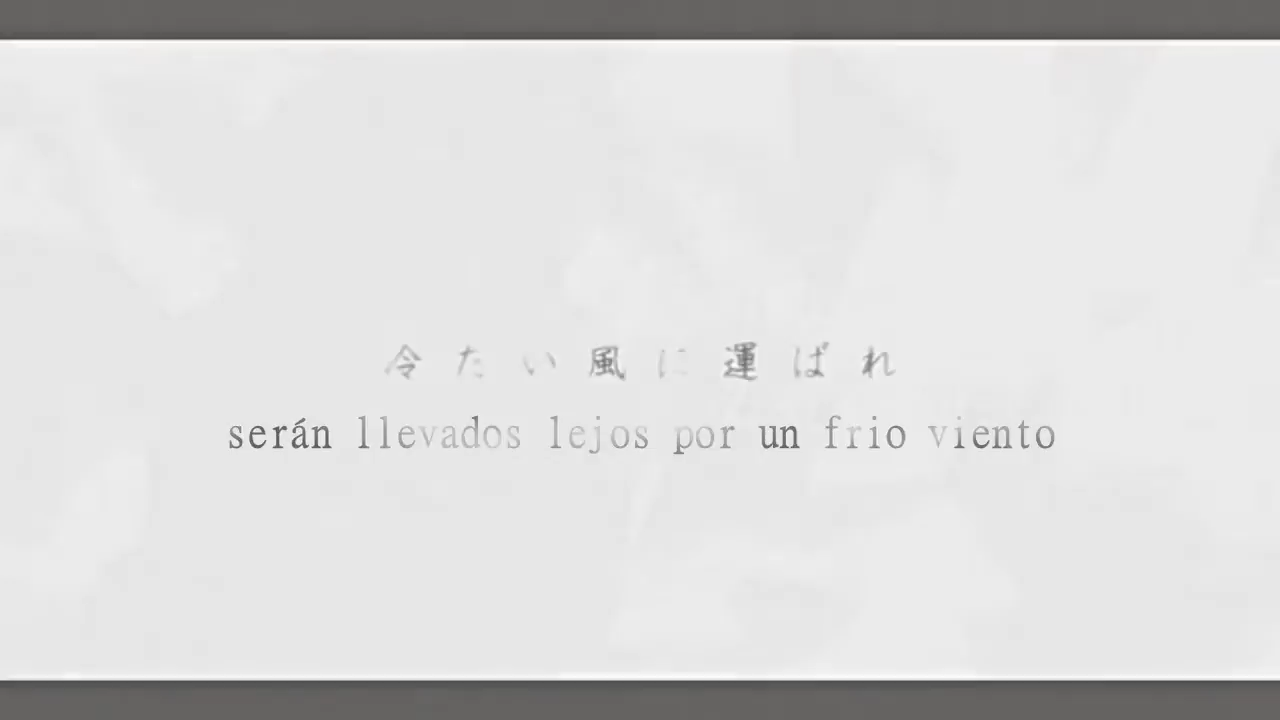 冷たい風に運ばれ
serán llevados lejos por un frio viento